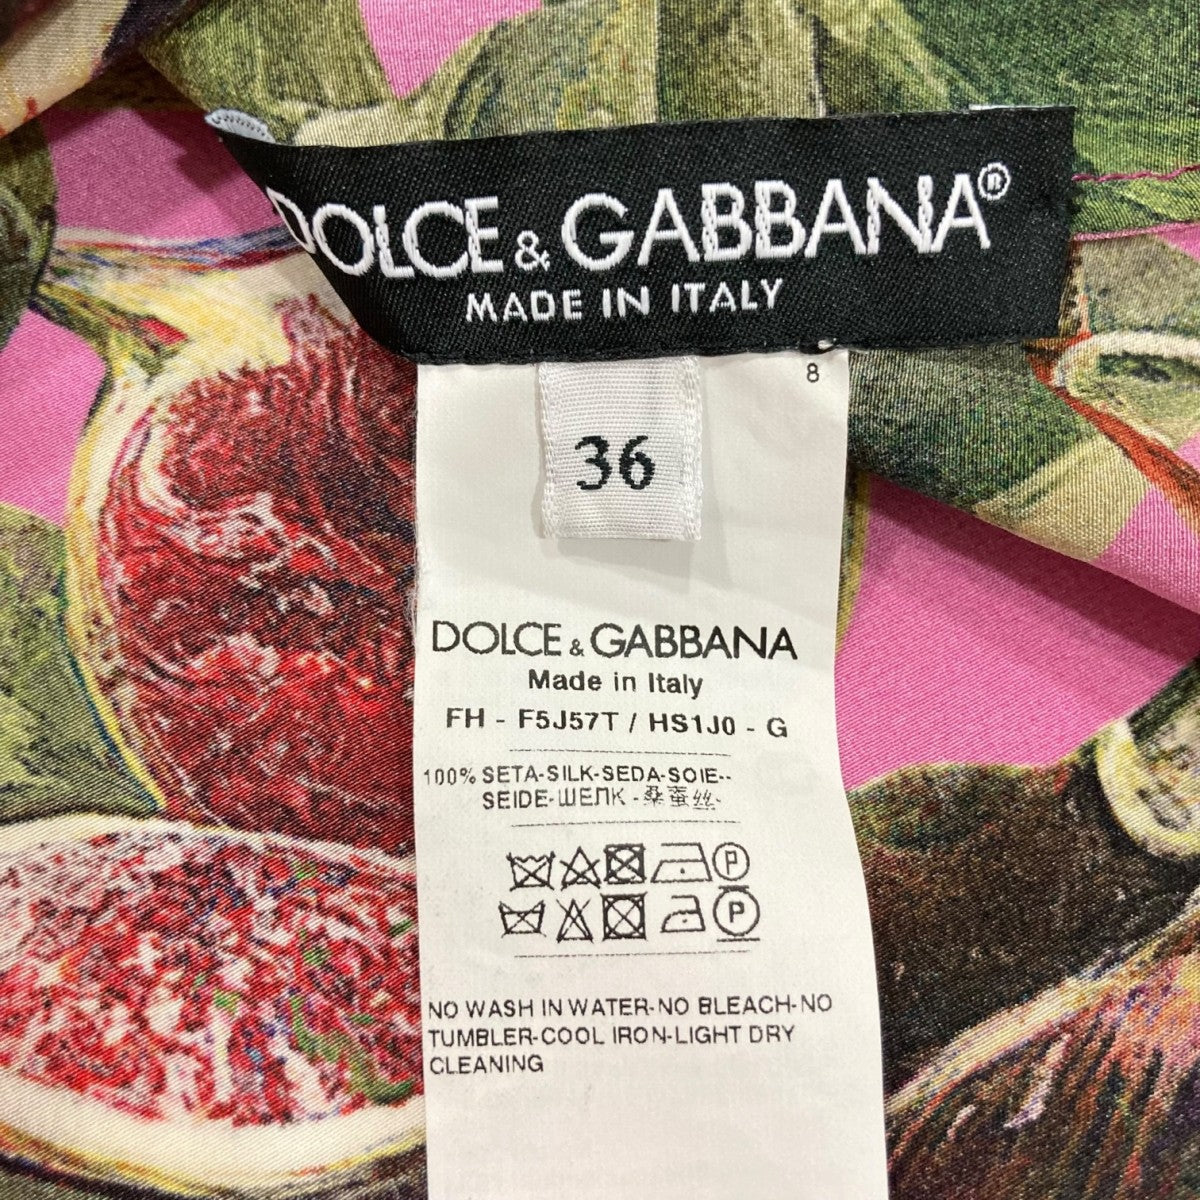 DOLCE & GABBANA®
MADE IN ITALY
8
36
DOLCE & GABBANA
Made in Italy
FH - F5J57T / HS1J0 - G
100% SETA-SILK-SEDA-SOIE--
SEIDE-ШЕЛК -桑蚕丝-
P
P
NO WASH IN WATER-NO BLEACH-NO
TUMBLER-COOL IRON-LIGHT DRY
CLEANING